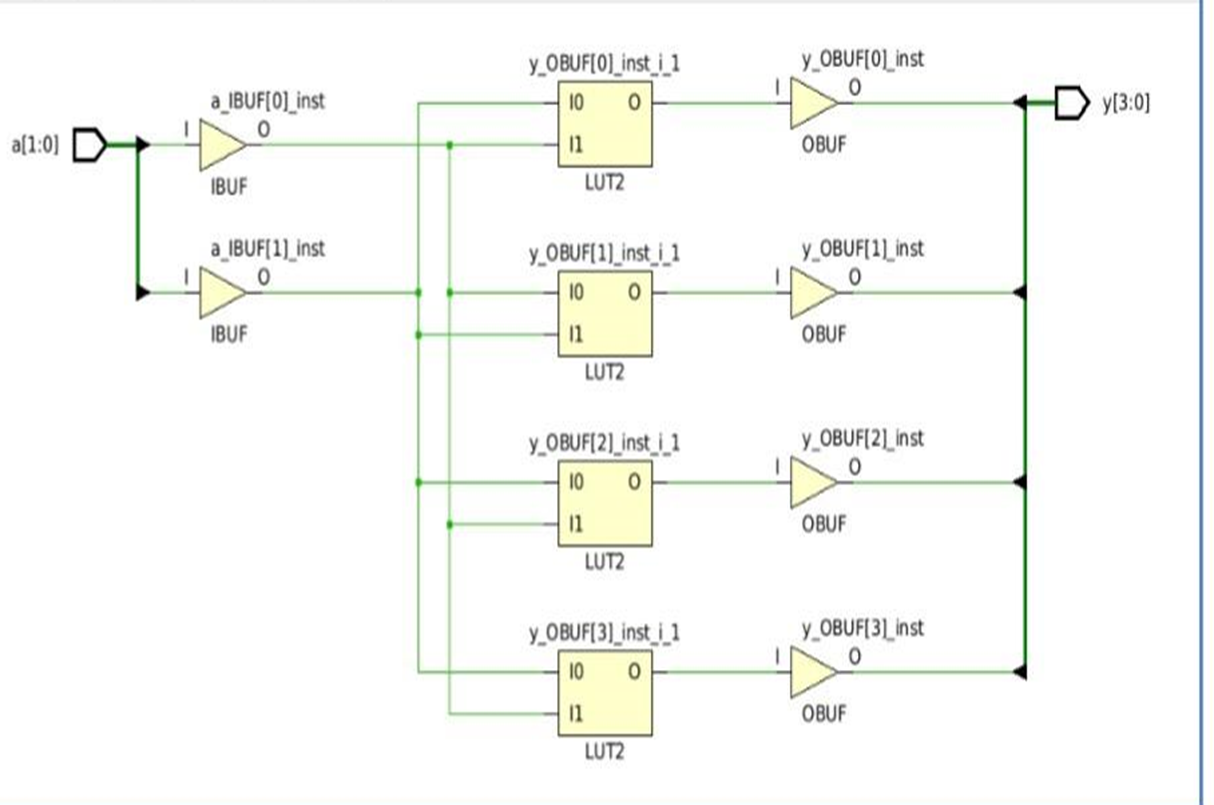 y_OBUF[0]_inst_i_1
y_OBUF[0]_inst
a_IBUF[0]_inst
I0 O
I O
y[3:0]
I O
a[1:0]
I1
OBUF
IBUF
LUT2
a_IBUF[1]_inst
y_OBUF[1]_inst_i_1
y_OBUF[1]_inst
I O
I0 O
I O
IBUF
I1
OBUF
LUT2
y_OBUF[2]_inst_i_1
y_OBUF[2]_inst
I0 O
I O
I1
OBUF
LUT2
y_OBUF[3]_inst_i_1
y_OBUF[3]_inst
I0 O
I O
I1
OBUF
LUT2